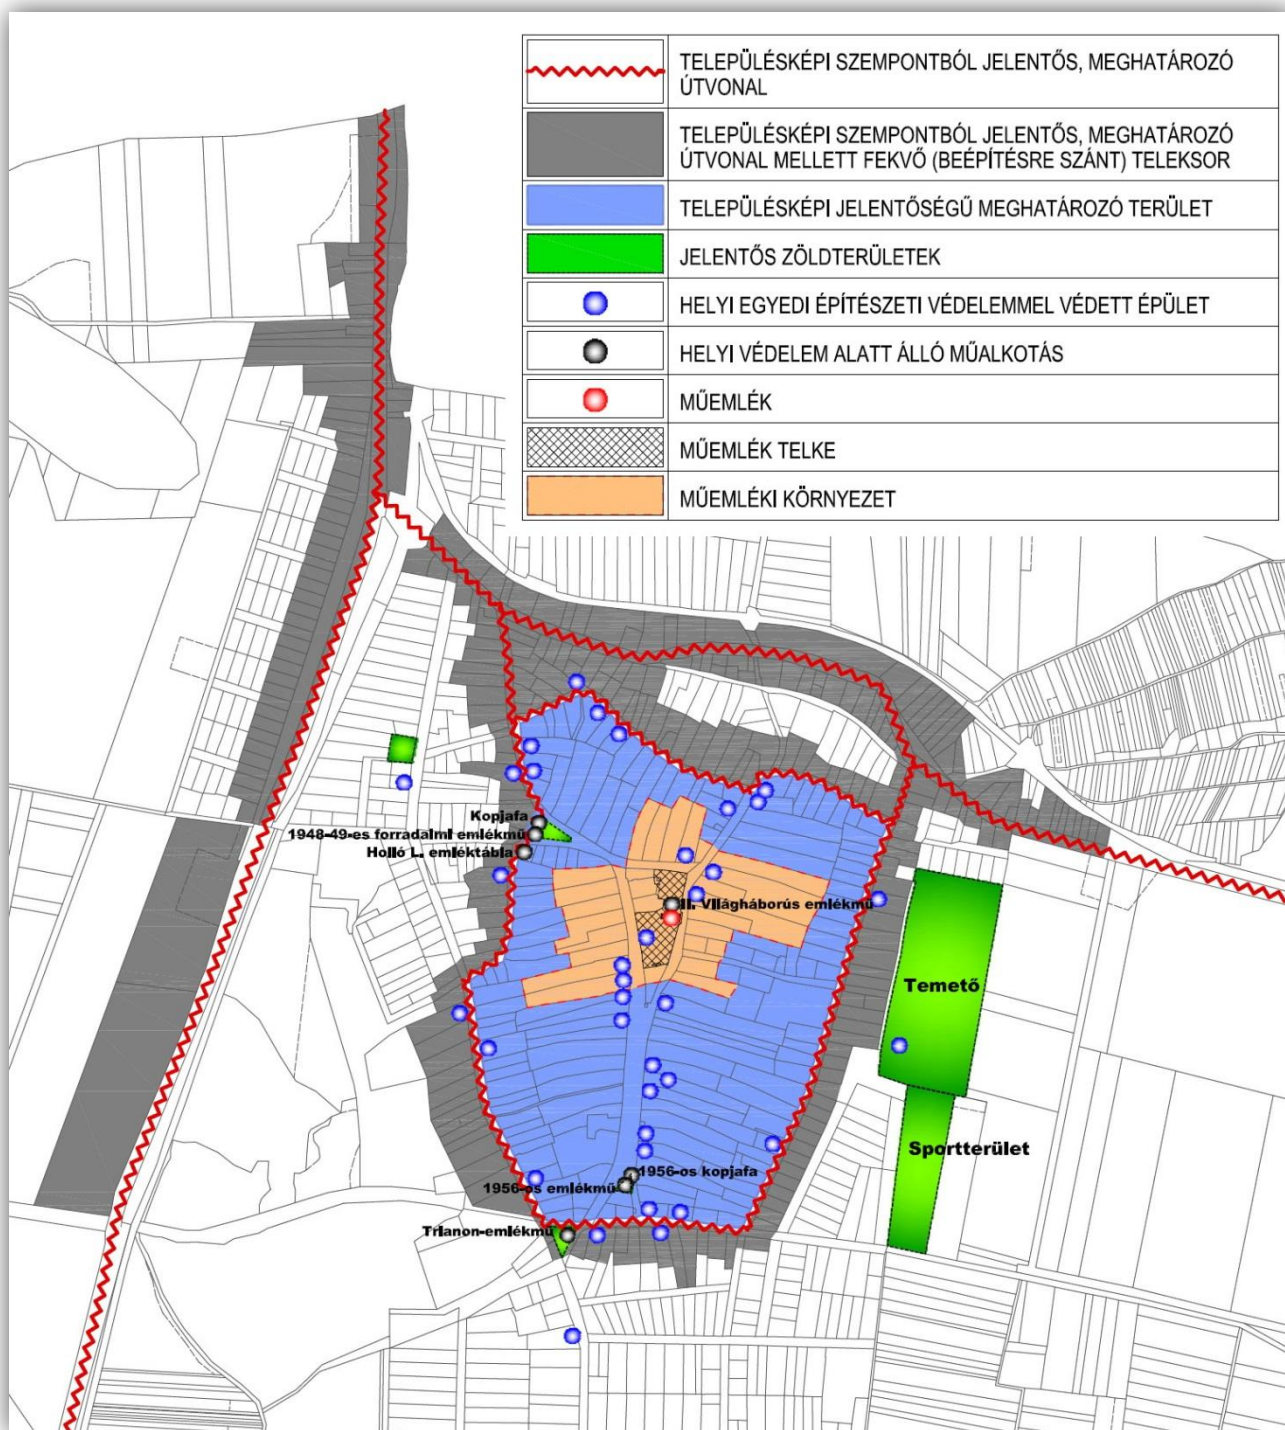 TELEPÜLÉSKÉPI SZEMPONTBÓL JELENTŐS, MEGHATÁROZÓ
ÚTVONAL
TELEPÜLÉSKÉPI SZEMPONTBÓL JELENTŐS, MEGHATÁROZÓ
ÚTVONAL MELLETT FEKVŐ (BEÉPÍTÉSRE SZÁNT) TELEKSOR
TELEPÜLÉSKÉPI JELENTŐSÉGŰ MEGHATÁROZÓ TERÜLET
JELENTŐS ZÖLDTERÜLETEK
HELYI EGYEDI ÉPÍTÉSZETI VÉDELEMMEL VÉDETT ÉPÜLET
HELYI VÉDELEM ALATT ÁLLÓ MŰALKOTÁS
MŰEMLÉK
MŰEMLÉK TELKE
MŰEMLÉKI KÖRNYEZET
Kopjafa
1948-49-es forradalmi emlékmű
Holló L. emléktábla
II. Világháborús emlékmű
Temető
Sportterület
1956-os kopjafa
1956-os emlékmű
Trianon-emlékmű